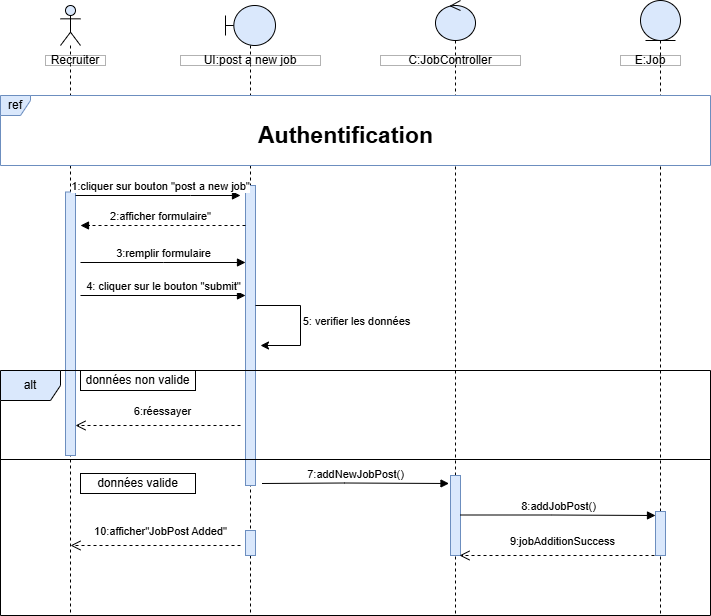 Recruiter
UI:post a new job
C:JobController
E:Job
ref
Authentification
1:cliquer sur bouton "post a new job"
2:afficher formulaire"
3:remplir formulaire
4: cliquer sur le bouton "submit"
5: verifier les données
alt
données non valide
6:réessayer
données valide
7:addNewJobPost()
8:addJobPost()
10:afficher"JobPost Added"
9:jobAdditionSuccess